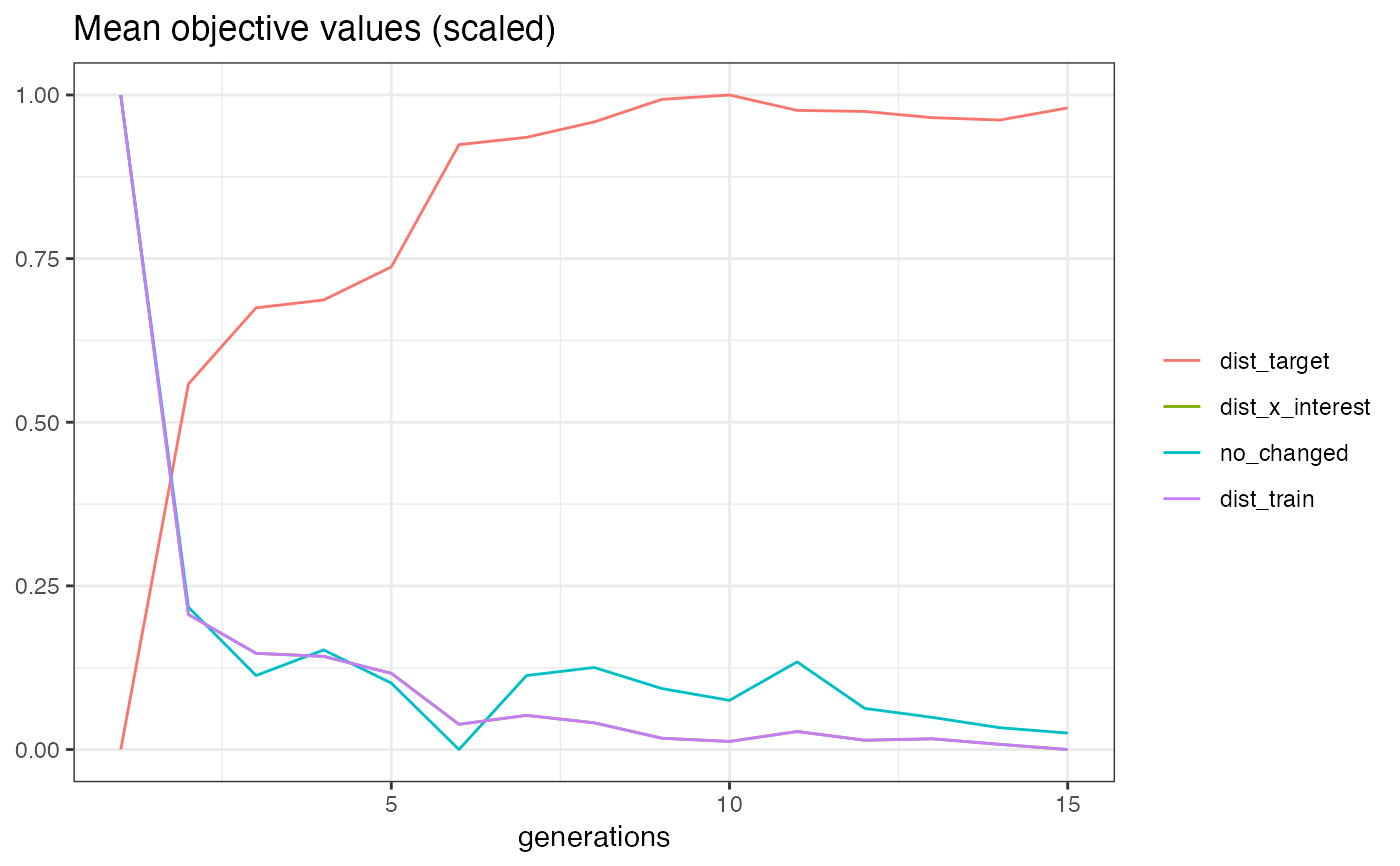 Mean objective values (scaled)
1.00
0.75
0.50
0.25
0.00
5
10
15
generations
dist_target
dist_x_interest
no_changed
dist_train